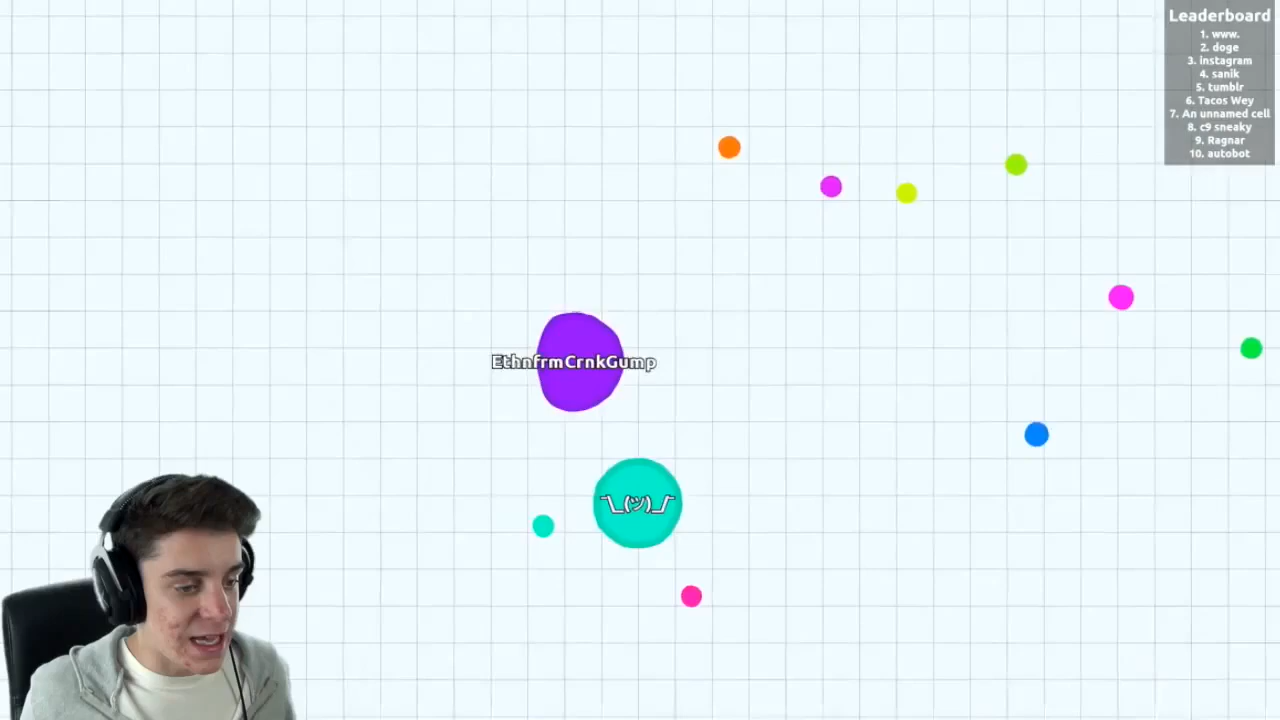 Leaderboard
1. www.
2. doge
3. instagram
4. sanik
5. tumblr
6. Tacos Wey
7. An unnamed cell
8. c9 sneaky
9. Ragnar
10. autobot
EthnfrmCrnkGump
¯\_(ツ)_/¯